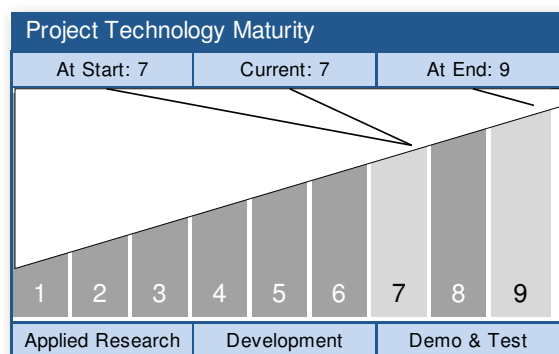 Project Technology Maturity
At Start: 7 Current: 7 At End: 9
1 2 3 4 5 6 7 8 9
Applied Research Development Demo & Test